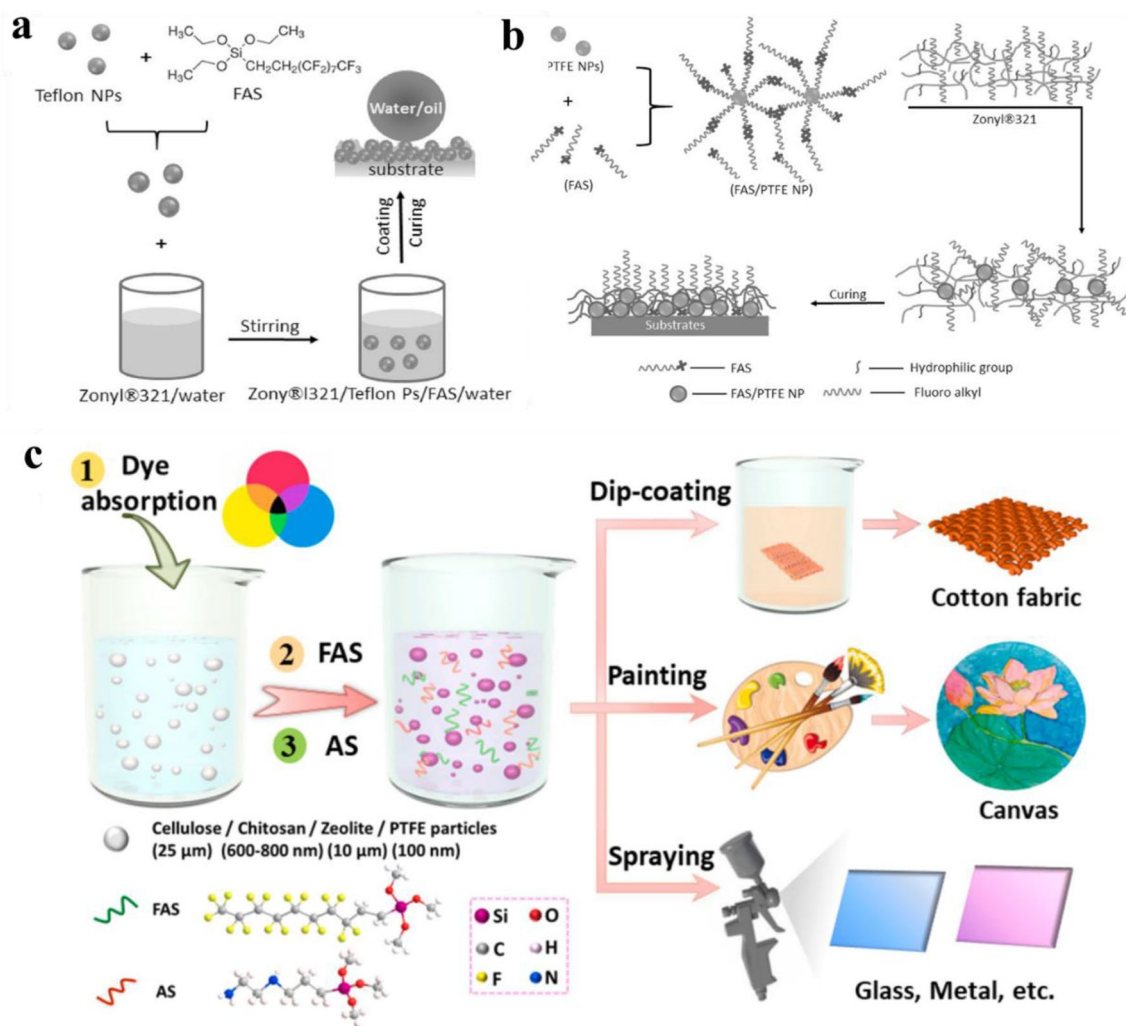 a
Teflon NPs
+
H₃C
O
O
CH₃
Si
H₃C
O
CH₂CH₂(CF₂)₇CF₃
FAS
+
Zonyl®321/water
Stirring
Zony®l321/Teflon Ps/FAS/water
Coating
Curing
Water/oil
substrate
b
PTFE NPs)
+
(FAS)
(FAS/PTFE NP)
Zonyl®321
Curing
Substrates
FAS
Hydrophilic group
FAS/PTFE NP
Fluoro alkyl
c
1 Dye
absorption
2 FAS
3 AS
Cellulose / Chitosan / Zeolite / PTFE particles
(25 μm) (600-800 nm) (10 μm) (100 nm)
FAS
AS
Si O
C H
F N
Dip-coating
Cotton fabric
Painting
Canvas
Spraying
Glass, Metal, etc.